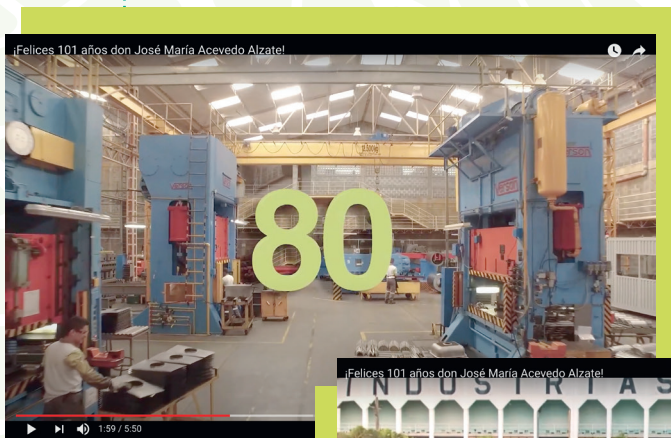 ¡Felices 101 años don José María Acevedo Alzate!
80
1:59 / 5:50
¡Felices 101 años don José María Acevedo Alzate!
INDUSTRIAS